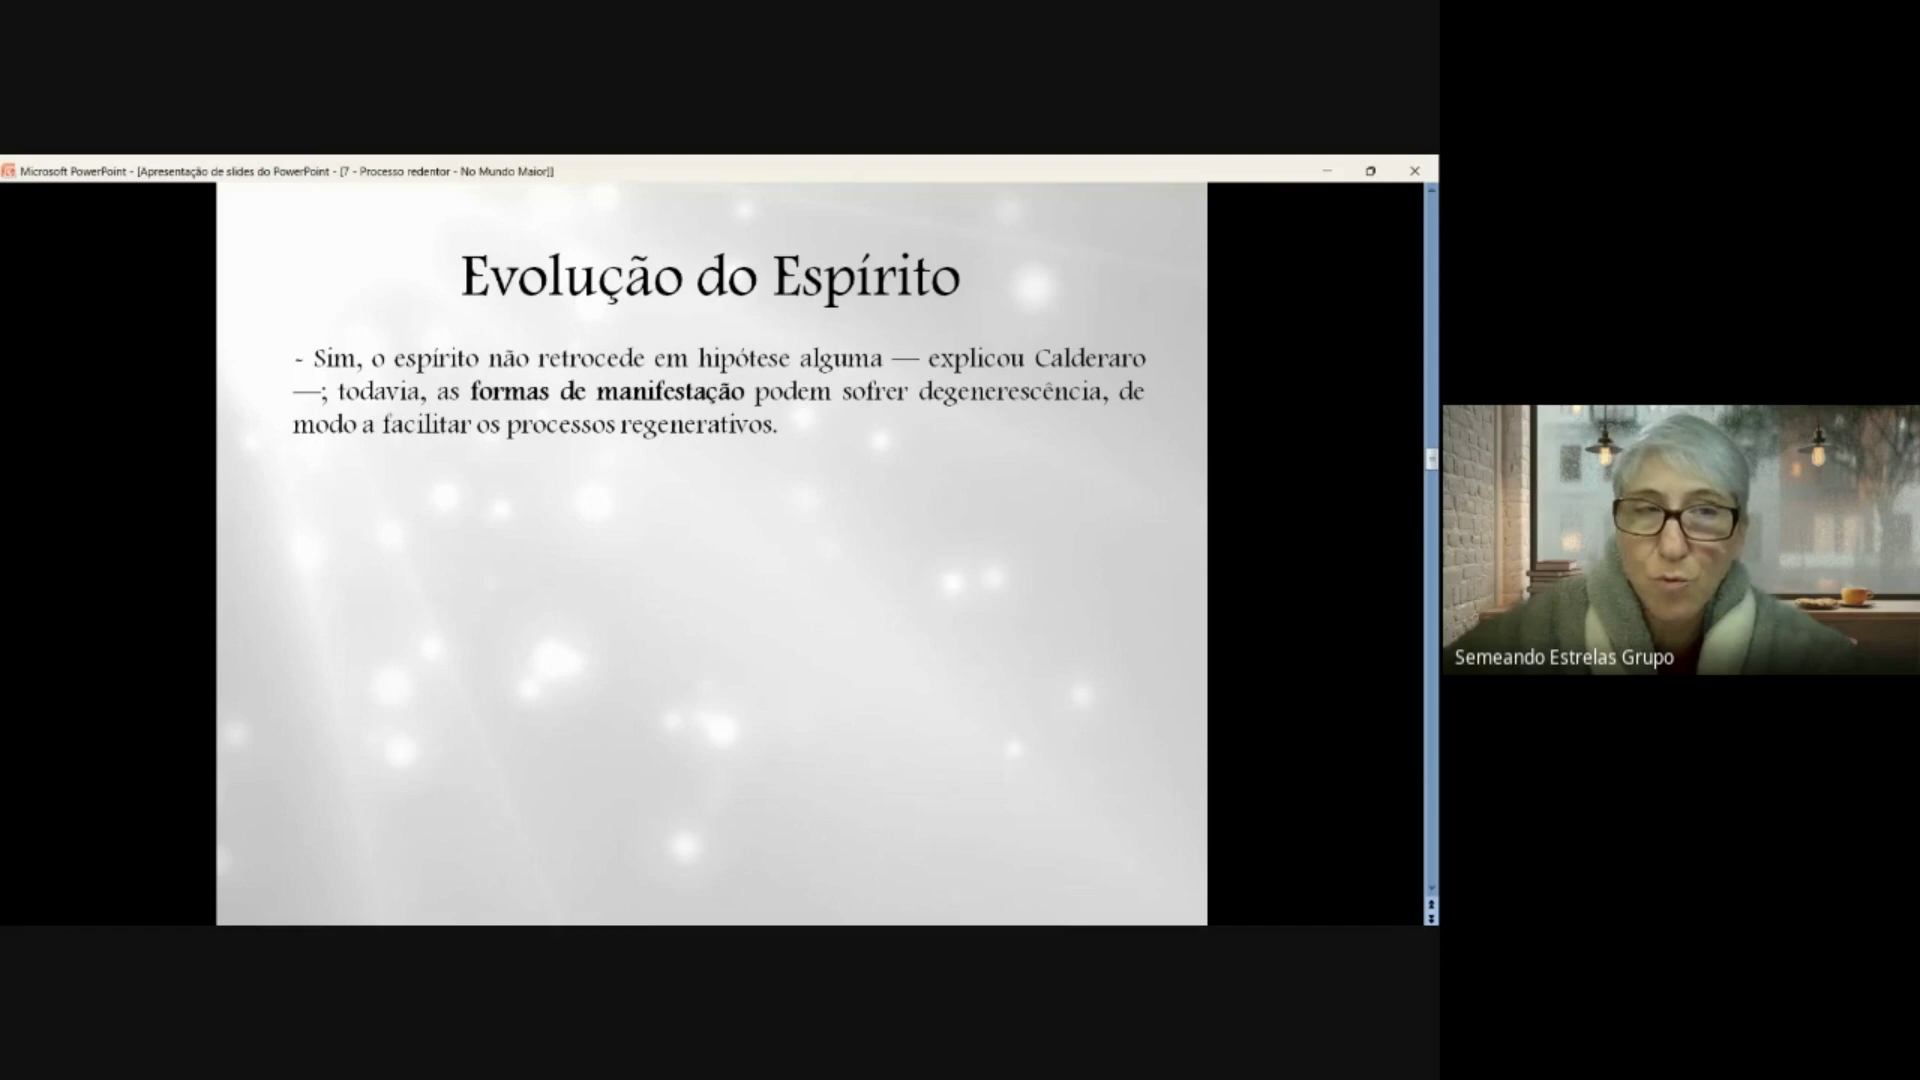 Microsoft PowerPoint - [Apresentação de slides do PowerPoint - [7 - Processo redentor - No Mundo Maior]]
Evolução do Espírito
- Sim, o espírito não retrocede em hipótese alguma — explicou Calderaro
—; todavia, as formas de manifestação podem sofrer degenerescência, de
modo a facilitar os processos regenerativos.
Semeando Estrelas Grupo